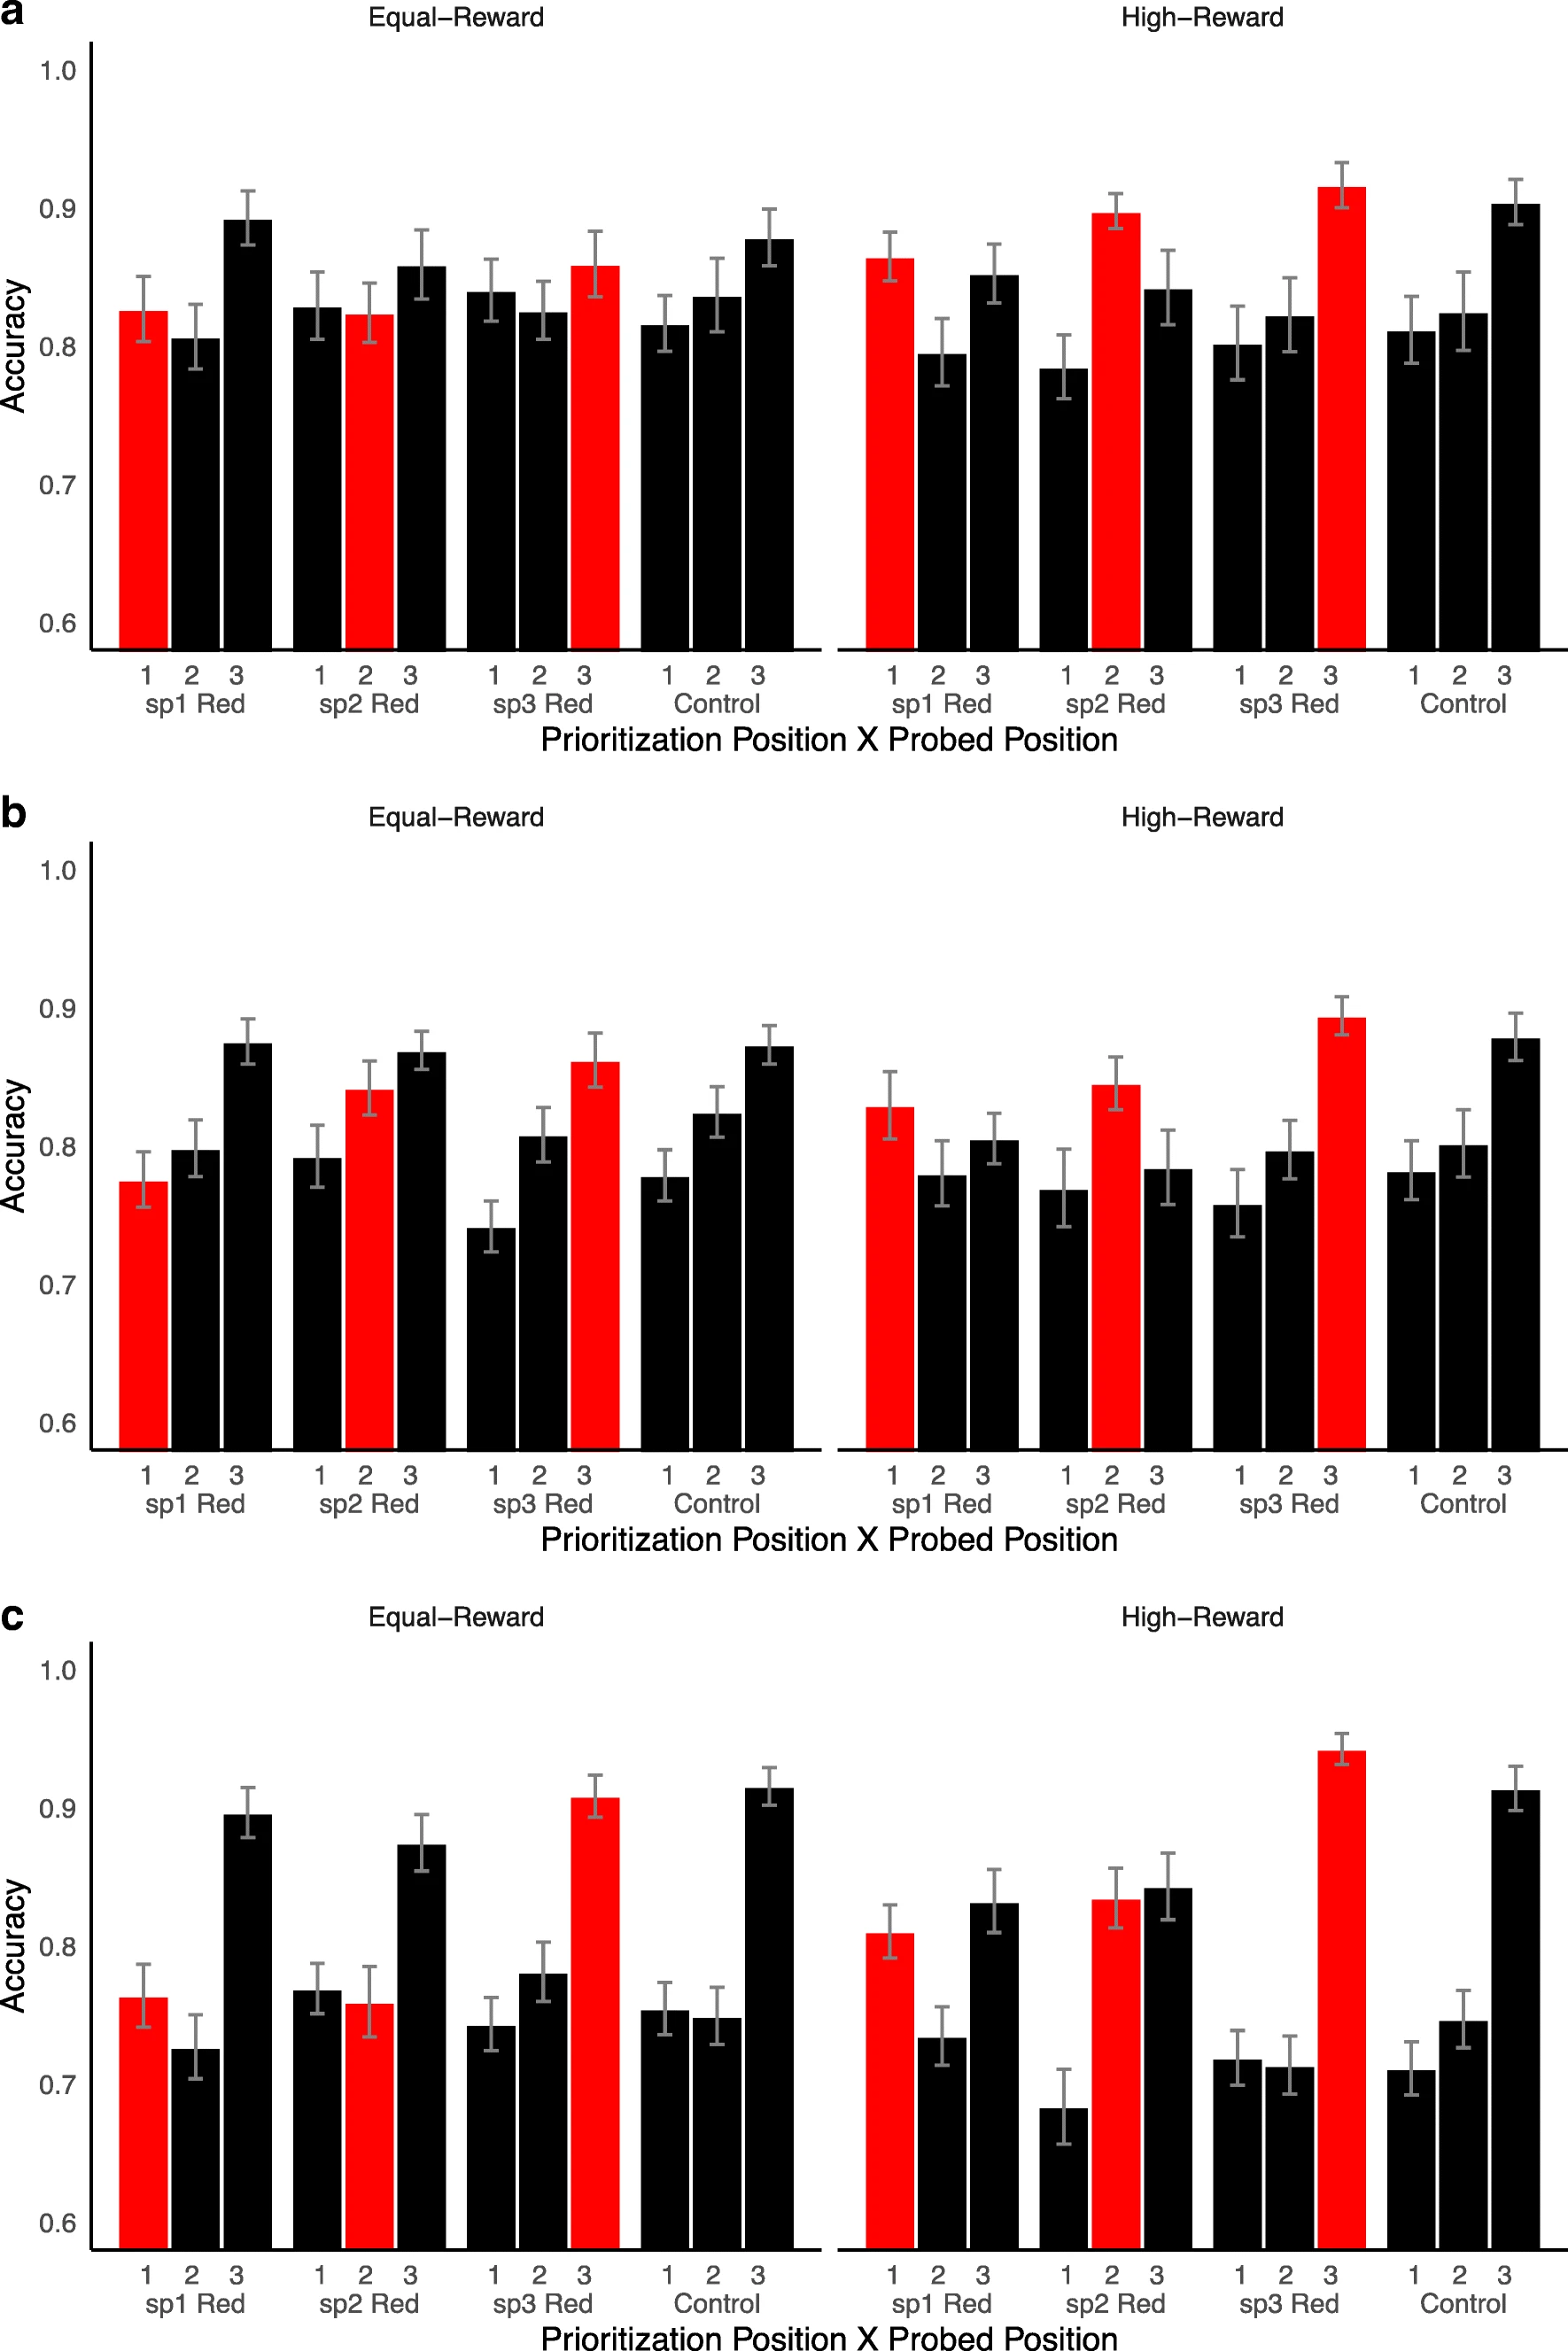 a
Equal−Reward High−Reward
1.0
0.9
0.8
0.7
0.6
Accuracy
1 2 3 1 2 3 1 2 3 1 2 3 1 2 3 1 2 3 1 2 3 1 2 3
sp1 Red sp2 Red sp3 Red Control sp1 Red sp2 Red sp3 Red Control
Prioritization Position X Probed Position
b
Equal−Reward High−Reward
1.0
0.9
0.8
0.7
0.6
Accuracy
1 2 3 1 2 3 1 2 3 1 2 3 1 2 3 1 2 3 1 2 3 1 2 3
sp1 Red sp2 Red sp3 Red Control sp1 Red sp2 Red sp3 Red Control
Prioritization Position X Probed Position
c
Equal−Reward High−Reward
1.0
0.9
0.8
0.7
0.6
Accuracy
1 2 3 1 2 3 1 2 3 1 2 3 1 2 3 1 2 3 1 2 3 1 2 3
sp1 Red sp2 Red sp3 Red Control sp1 Red sp2 Red sp3 Red Control
Prioritization Position X Probed Position